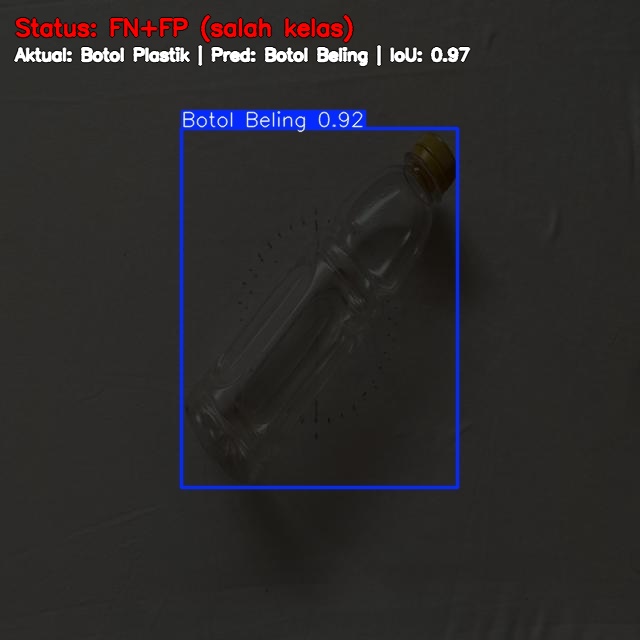 Status: FN+FP (salah kelas)
Aktual: Botol Plastik | Pred: Botol Beling | IoU: 0.97
Botol Beling 0.92